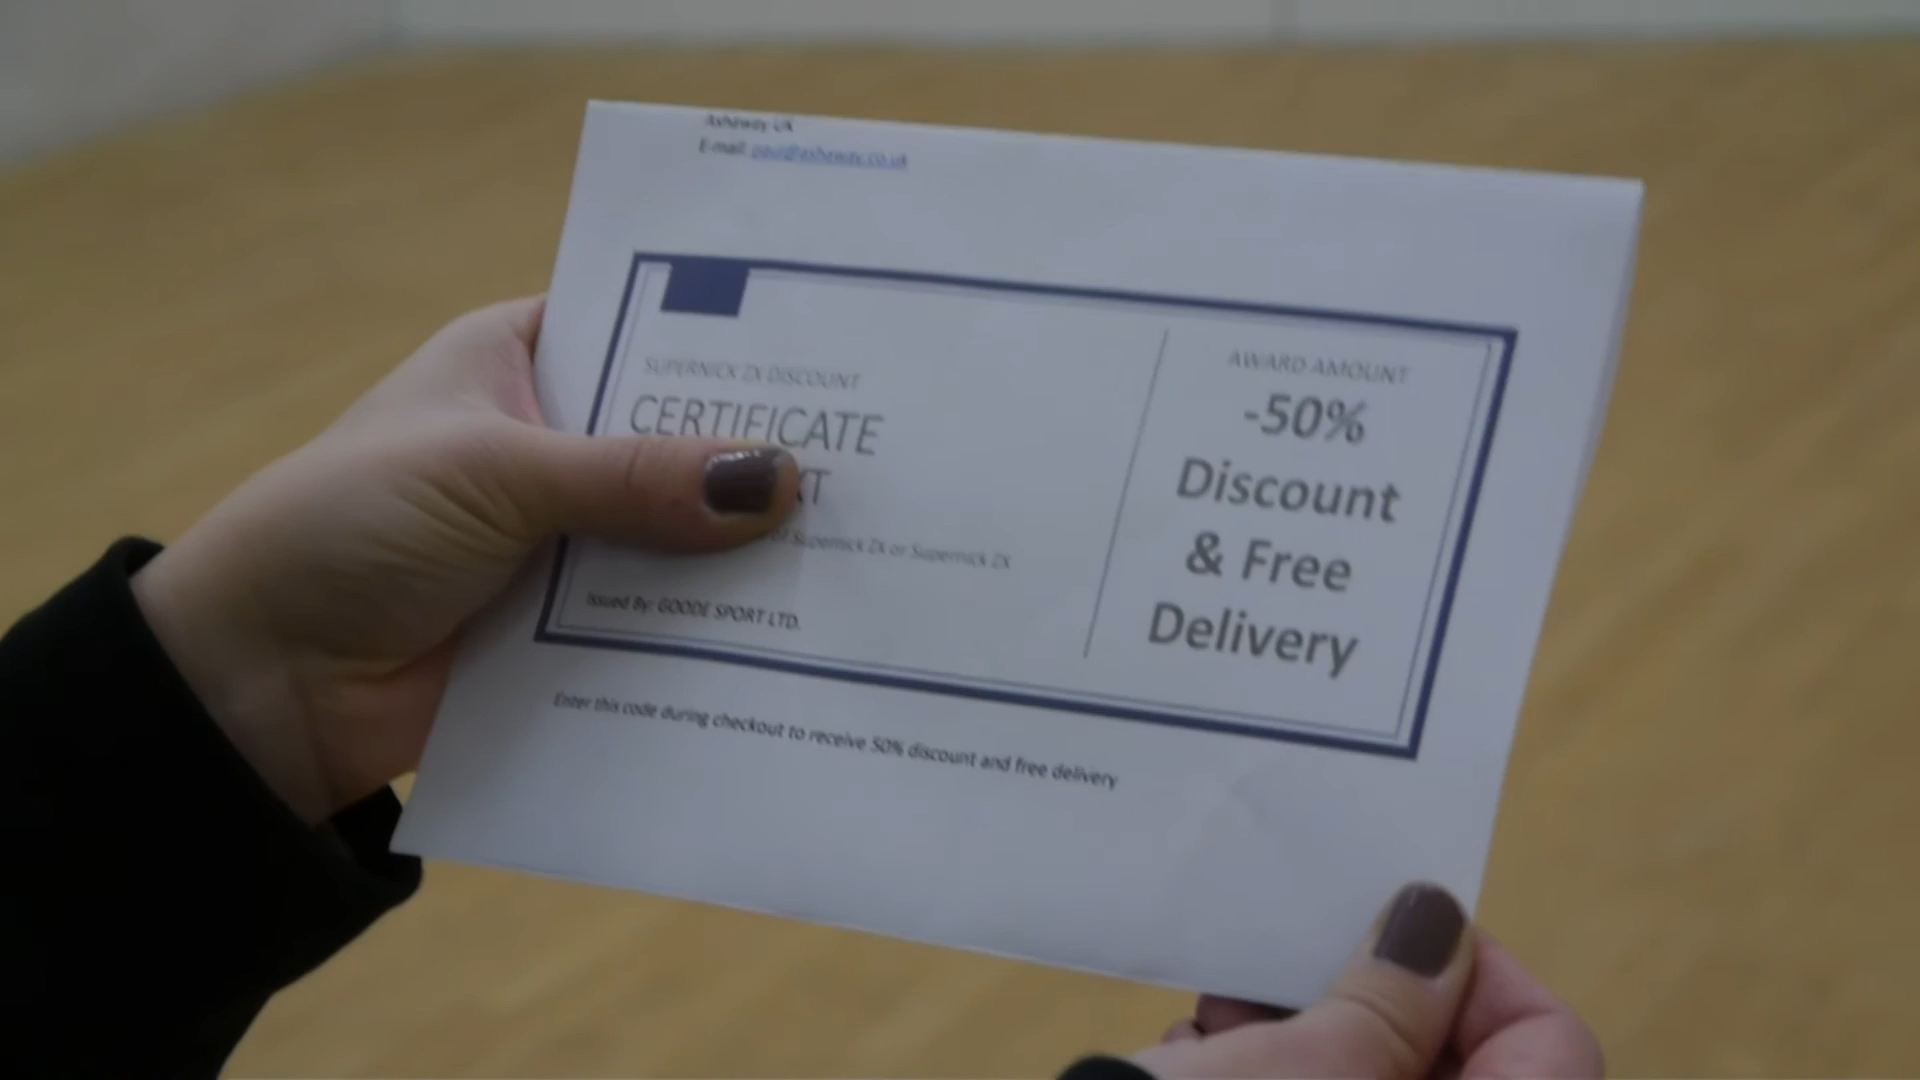 Ashaway UK
E-mail: paul@ashaway.co.uk
SUPERNICK ZX DISCOUNT
CERTIFICATE
XT
of Supernick ZX or Supernick ZX
Issued By: GOODE SPORT LTD.
AWARD AMOUNT
-50%
Discount
& Free
Delivery
Enter this code during checkout to receive 50% discount and free delivery